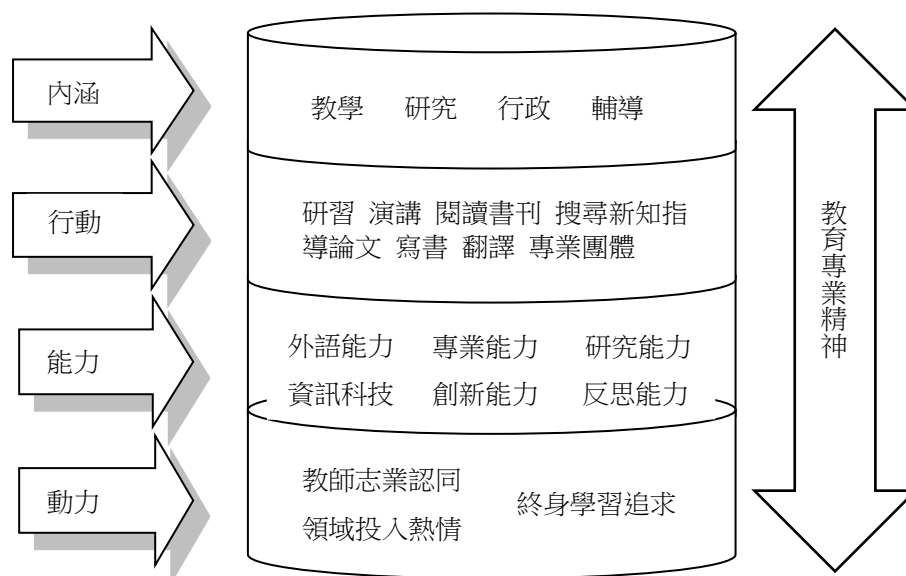 內涵
教學 研究 行政 輔導
行動
研習 演講 閱讀書刊 搜尋新知指
導論文 寫書 翻譯 專業團體
能力
外語能力 專業能力 研究能力
資訊科技 創新能力 反思能力
動力
教師志業認同
終身學習追求
領域投入熱情
教育專業精神